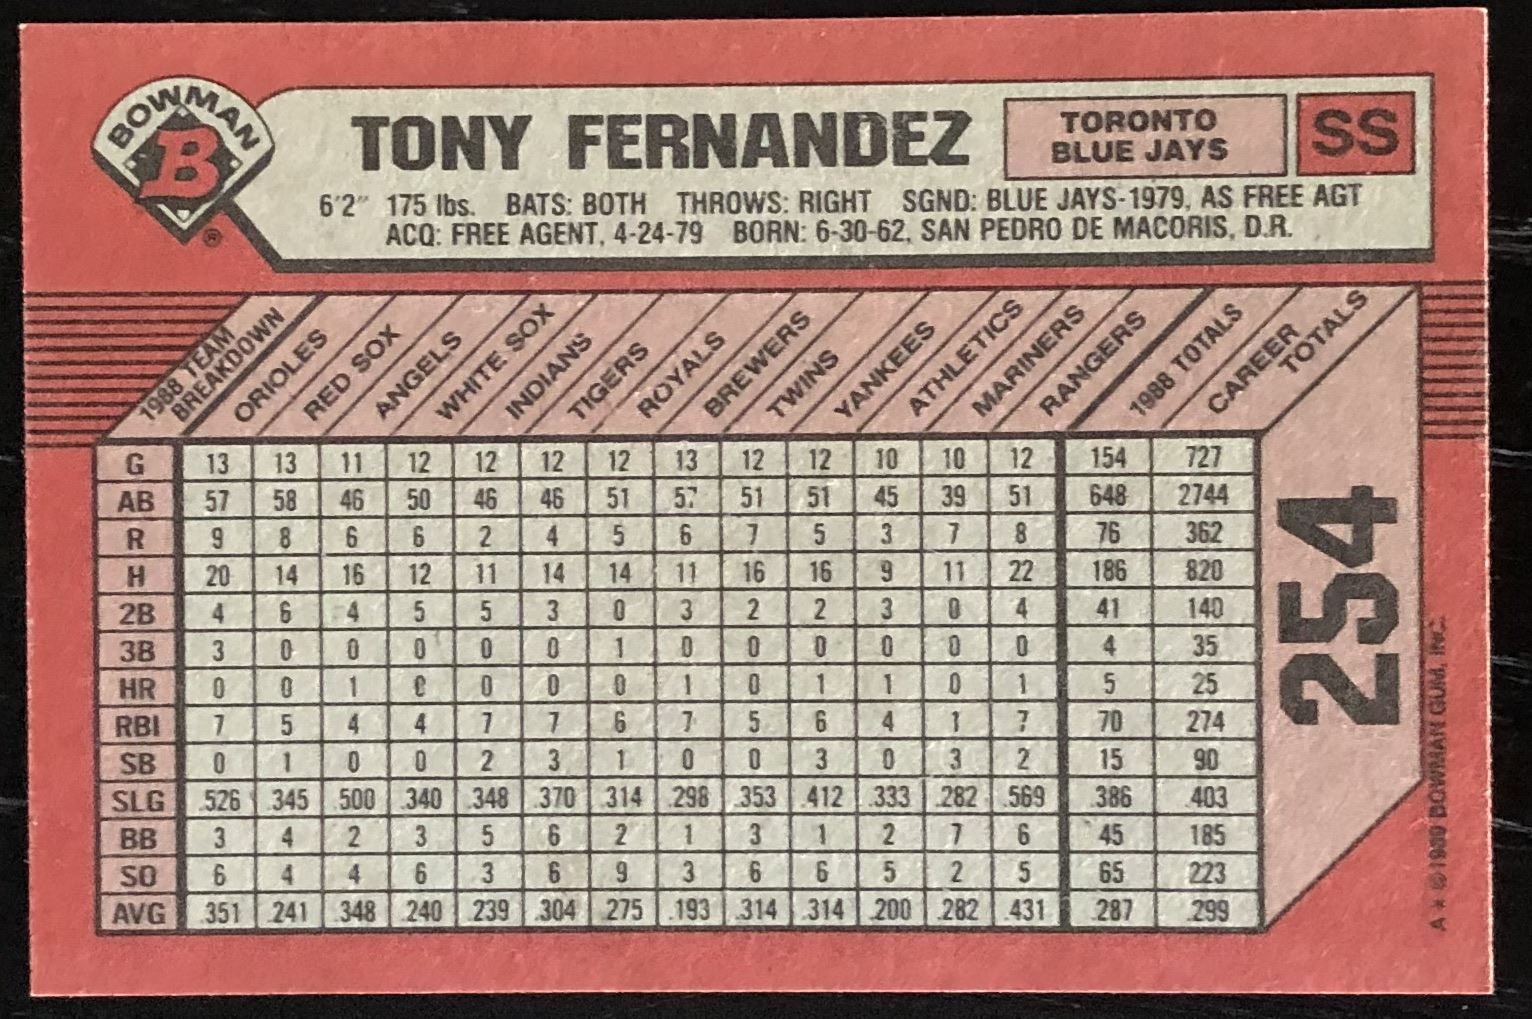 BOWMAN
B
®
TONY FERNANDEZ
TORONTO
BLUE JAYS
SS
6'2" 175 lbs. BATS: BOTH THROWS: RIGHT SGND: BLUE JAYS-1979, AS FREE AGT
ACQ: FREE AGENT, 4-24-79 BORN: 6-30-62, SAN PEDRO DE MACORIS, D.R.
1988 TEAM BREAKDOWN ORIOLES RED SOX ANGELS WHITE SOX INDIANS TIGERS ROYALS BREWERS TWINS YANKEES ATHLETICS MARINERS RANGERS 1988 TOTALS CAREER TOTALS
G 13 13 11 12 12 12 12 13 12 12 10 10 12 154 727
AB 57 58 46 50 46 46 51 57 51 51 45 39 51 648 2744
R 9 8 6 6 2 4 5 6 7 5 3 7 8 76 362
H 20 14 16 12 11 14 14 11 16 16 9 11 22 186 820
2B 4 6 4 5 5 3 0 3 2 2 3 0 4 41 140
3B 3 0 0 0 0 0 1 0 0 0 0 0 0 4 35
HR 0 0 1 0 0 0 0 1 0 1 1 0 1 5 25
RBI 7 5 4 4 7 7 6 7 5 6 4 1 7 70 274
SB 0 1 0 0 2 3 1 0 0 3 0 3 2 15 90
SLG .526 .345 .500 .340 .348 .370 .314 .298 .353 .412 .333 .282 .569 .386 .403
BB 3 4 2 3 5 6 2 1 3 1 2 7 6 45 185
SO 6 4 4 6 3 6 9 3 6 6 5 2 5 65 223
AVG .351 .241 .348 .240 .239 .304 .275 .193 .314 .314 .200 .282 .431 .287 .299
254
A*©1989 BOWMAN GUM, INC.